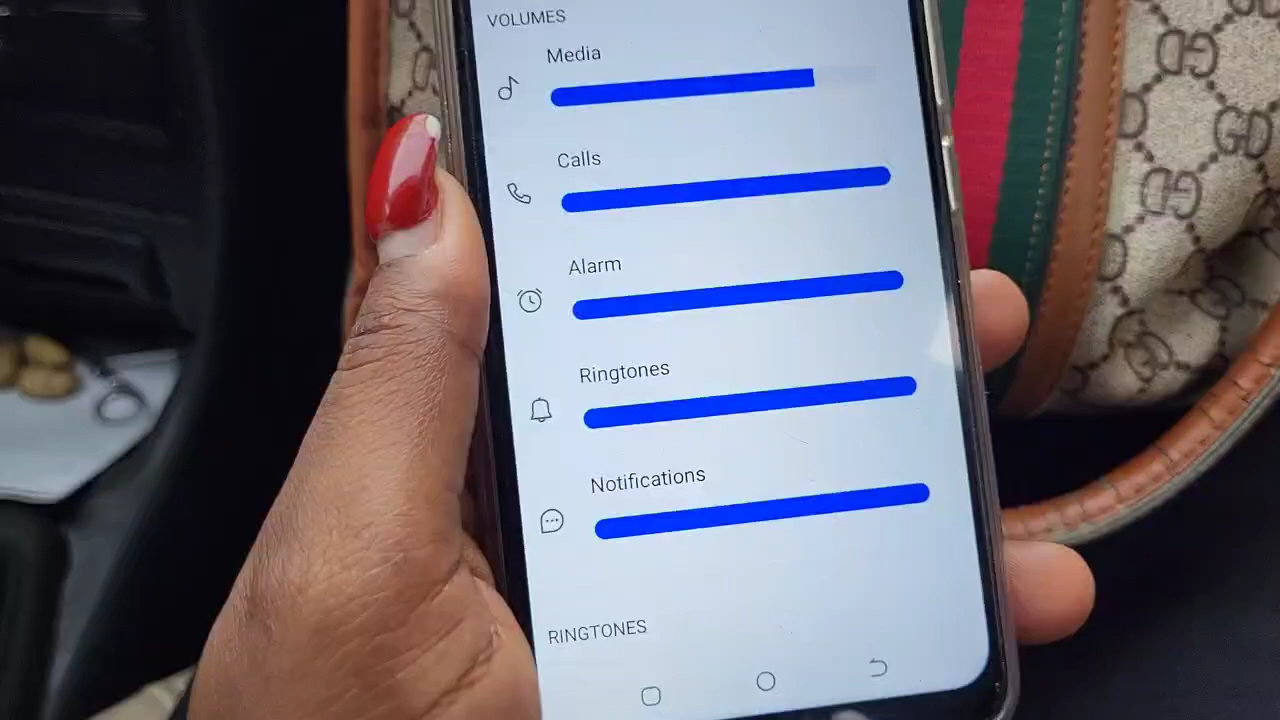 VOLUMES
Media
Calls
Alarm
Ringtones
Notifications
RINGTONES